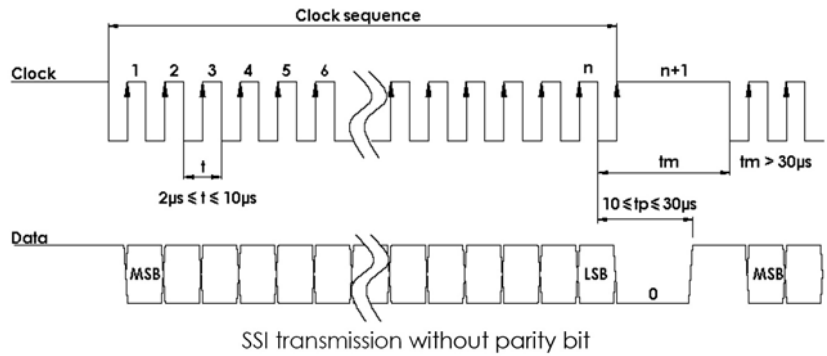 Clock sequence
1 2 3 4 5 6 n n+1
Clock
t tm tm > 30µs
2µs ≤ t ≤ 10µs 10 ≤ tp ≤ 30µs
Data
MSB LSB 0 MSB
SSI transmission without parity bit